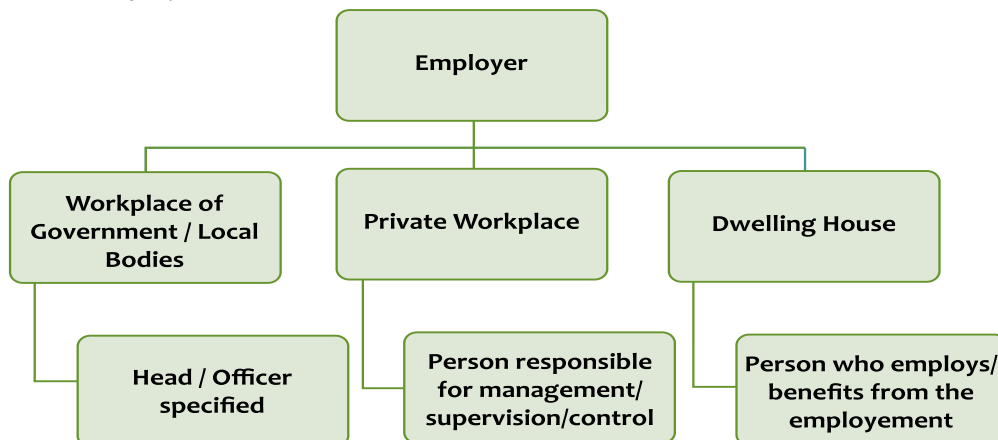 Employer
Workplace of
Government / Local
Bodies
Private Workplace
Dwelling House
Head / Officer
specified
Person responsible
for management/
supervision/control
Person who employs/
benefits from the
employement